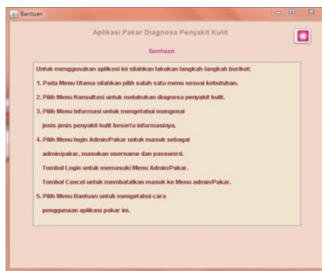 Bantuan
Aplikasi Pakar Diagnosa Penyakit Kulit
Bantuan
Untuk menggunakan aplikasi ini silahkan lakukan langkah-langkah berikut:
1. Pada Menu Utama silahkan pilih salah satu menu sesuai kebutuhan.
2. Pilih Menu Konsultasi untuk melakukan diagnosa penyakit kulit.
3. Pilih Menu Informasi untuk mengetahui mengenai
jenis-jenis penyakit kulit beserta informasinya.
4. Pilih Menu login Admin/Pakar untuk masuk sebagai
admin/pakar, masukan username dan password.
Tombol Login untuk memasuki Menu Admin/Pakar.
Tombol Cancel untuk membatalkan masuk ke Menu admin/Pakar.
5. Pilih Menu Bantuan untuk mengetahui cara
penggunaan aplikasi pakar ini.